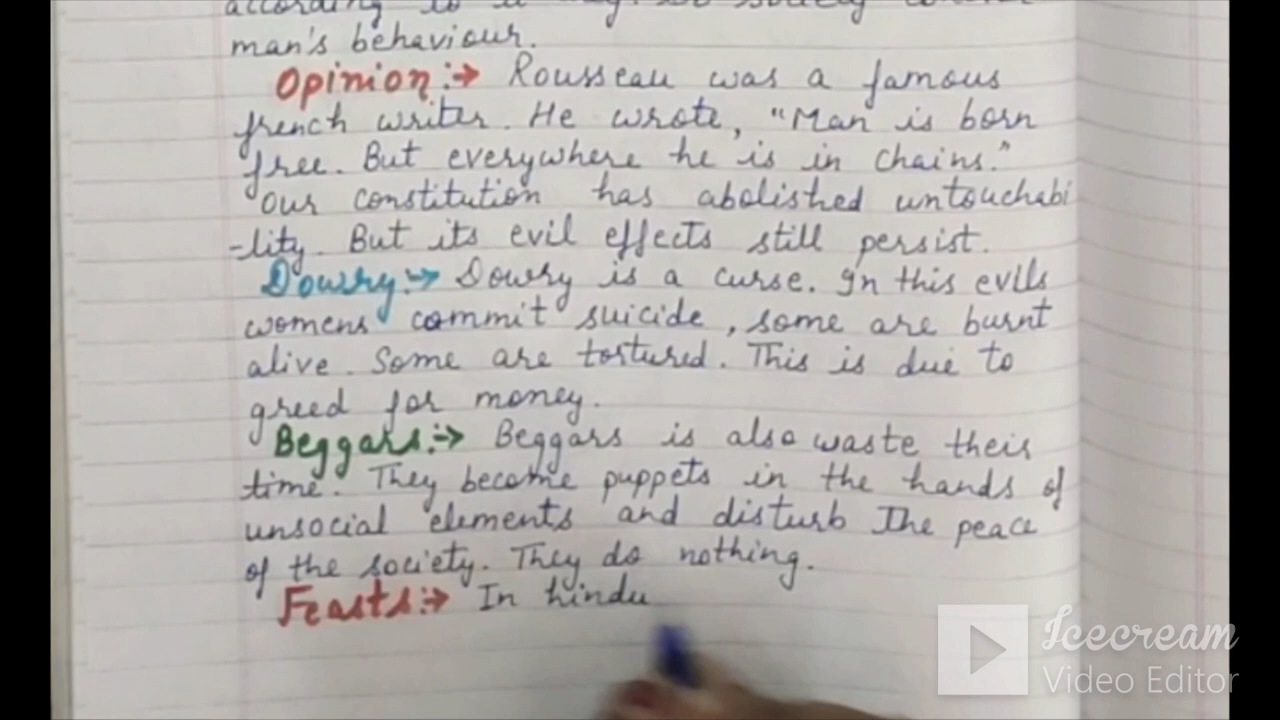 according to it
man's behaviour.
Opinion :→ Rousseau was a famous
french writer. He wrote, "Man is born
free. But everywhere he is in chains."
Our constitution has abolished untouchabi
-lity. But its evil effects still persist.
Dowry :→ Dowry is a curse. In this evils
womens commit suicide, some are burnt
alive. Some are tortured. This is due to
greed for money.
Beggars :→ Beggars is also waste their
time. They become puppets in the hands of
unsocial elements and disturb The peace
of the society. They do nothing.
Feasts :→ In hindu
Icecream
Video Editor